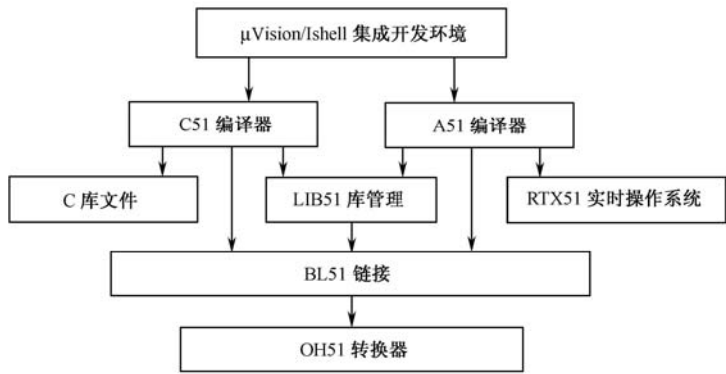 μVision/Ishell 集成开发环境
C51 编译器
A51 编译器
C 库文件
LIB51 库管理
RTX51 实时操作系统
BL51 链接
OH51 转换器